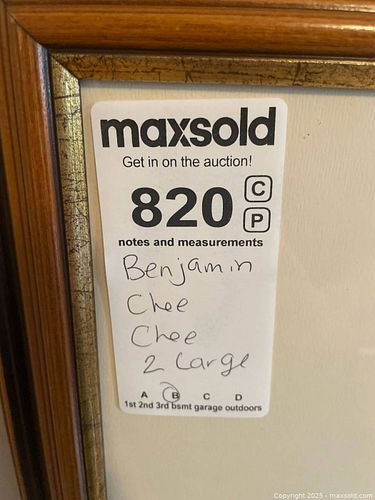 maxsold
Get in on the auction!
820 C
P
notes and measurements
Benjamin
Chee
Chee
2 Large
A B C D
1st 2nd 3rd bsmt garage outdoors
Copyright 2025 - maxsold.com